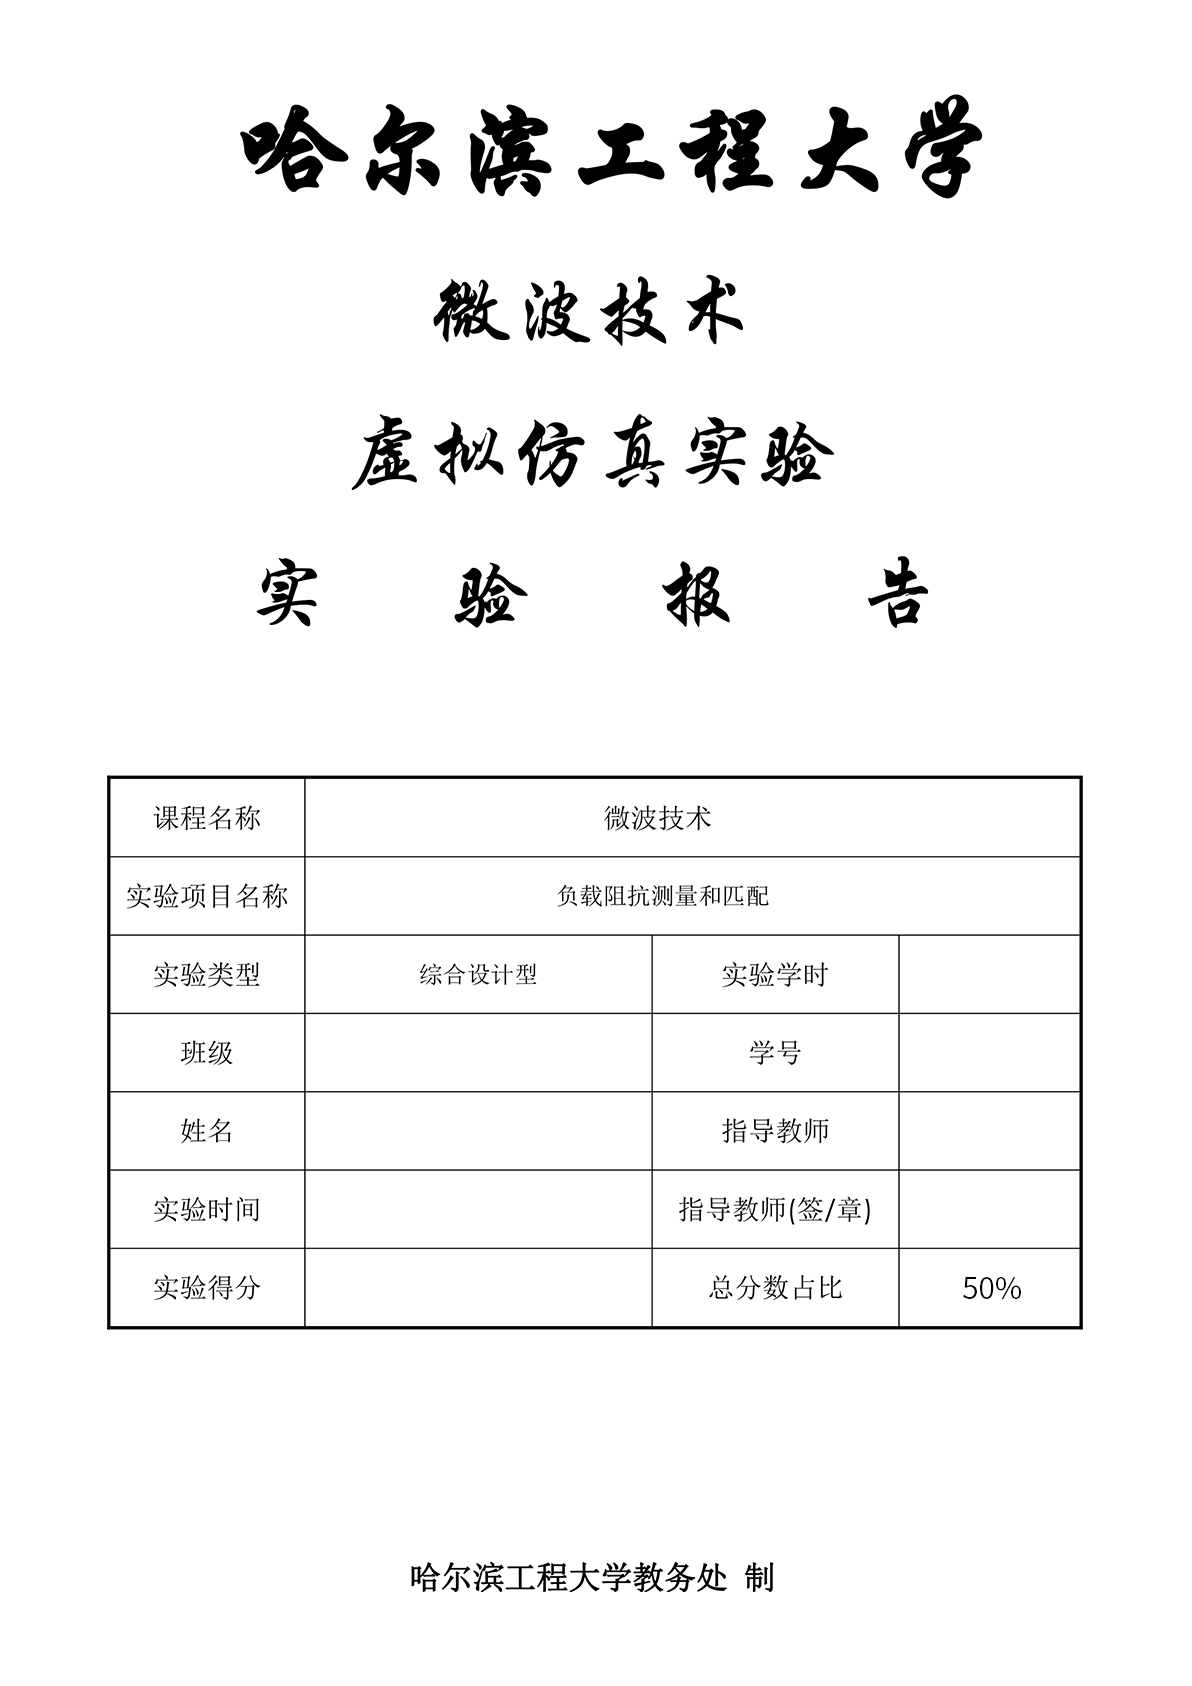 哈尔滨工程大学
微波技术
虚拟仿真实验
实验报告
课程名称 微波技术
实验项目名称 负载阻抗测量和匹配
实验类型 综合设计型 实验学时
班级 学号
姓名 指导教师
实验时间 指导教师(签/章)
实验得分 总分数占比 50%
哈尔滨工程大学教务处 制